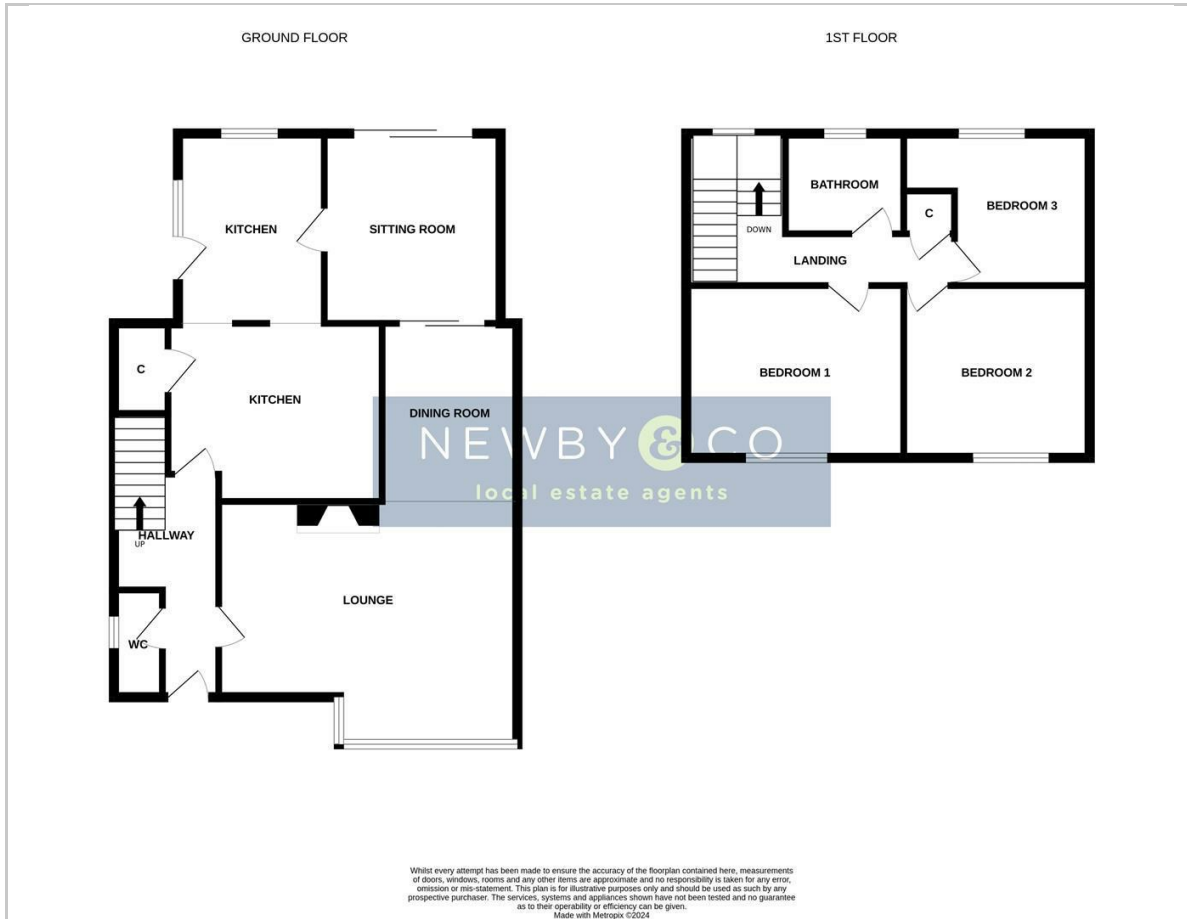 GROUND FLOOR
1ST FLOOR
KITCHEN
SITTING ROOM
C
KITCHEN
DINING ROOM
UP
HALLWAY
LOUNGE
WC
BATHROOM
C
BEDROOM 3
DOWN
LANDING
BEDROOM 1
BEDROOM 2
NEWBY & CO
local estate agents
Whilst every attempt has been made to ensure the accuracy of the floorplan contained here, measurements
of doors, windows, rooms and any other items are approximate and no responsibility is taken for any error,
omission or mis-statement. This plan is for illustrative purposes only and should be used as such by any
prospective purchaser. The services, systems and appliances shown have not been tested and no guarantee
as to their operability or efficiency can be given.
Made with Metropix ©2024